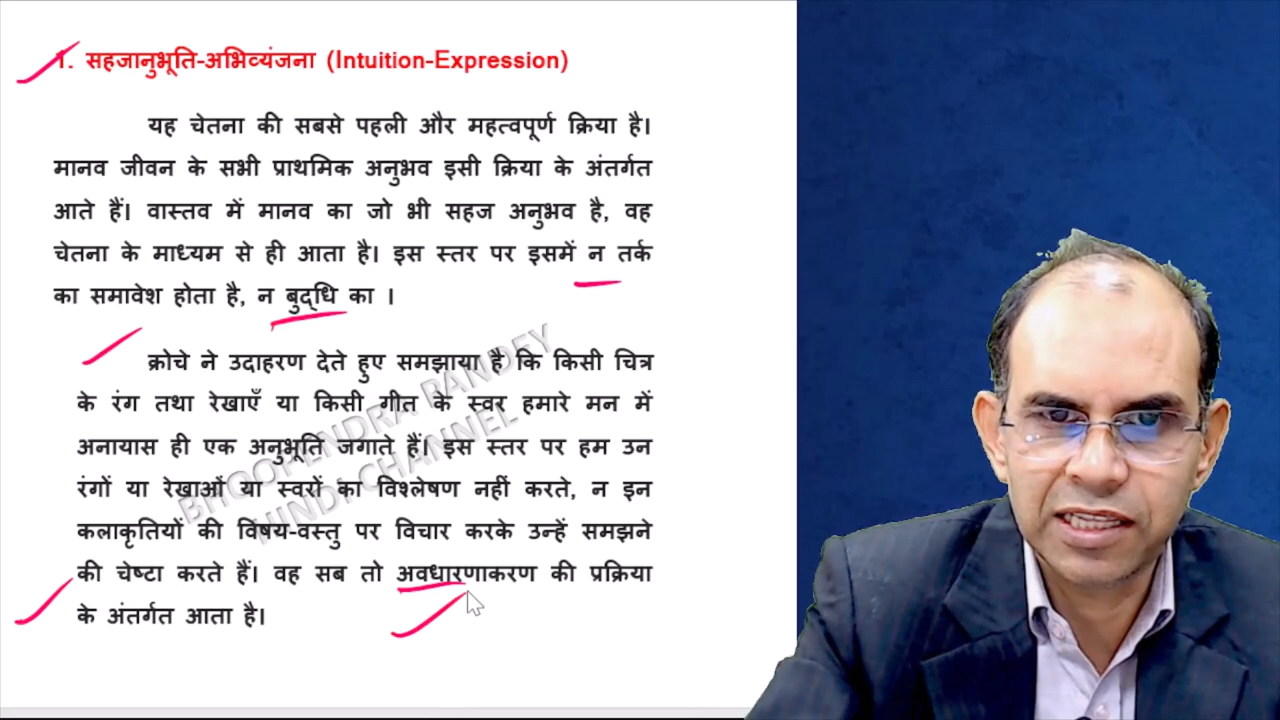 1. सहजानुभूति-अभिव्यंजना (Intuition-Expression)
यह चेतना की सबसे पहली और महत्वपूर्ण क्रिया है।
मानव जीवन के सभी प्राथमिक अनुभव इसी क्रिया के अंतर्गत
आते हैं। वास्तव में मानव का जो भी सहज अनुभव है, वह
चेतना के माध्यम से ही आता है। इस स्तर पर इसमें न तर्क
का समावेश होता है, न बुद्धि का ।
क्रोचे ने उदाहरण देते हुए समझाया है कि किसी चित्र
के रंग तथा रेखाएँ या किसी गीत के स्वर हमारे मन में
अनायास ही एक अनुभूति जगाते हैं। इस स्तर पर हम उन
रंगों या रेखाओं या स्वरों का विश्लेषण नहीं करते, न इन
कलाकृतियों की विषय-वस्तु पर विचार करके उन्हें समझने
की चेष्टा करते हैं। वह सब तो अवधारणाकरण की प्रक्रिया
के अंतर्गत आता है।
BHOOPENDRA PANDEY
HINDI CHANNEL